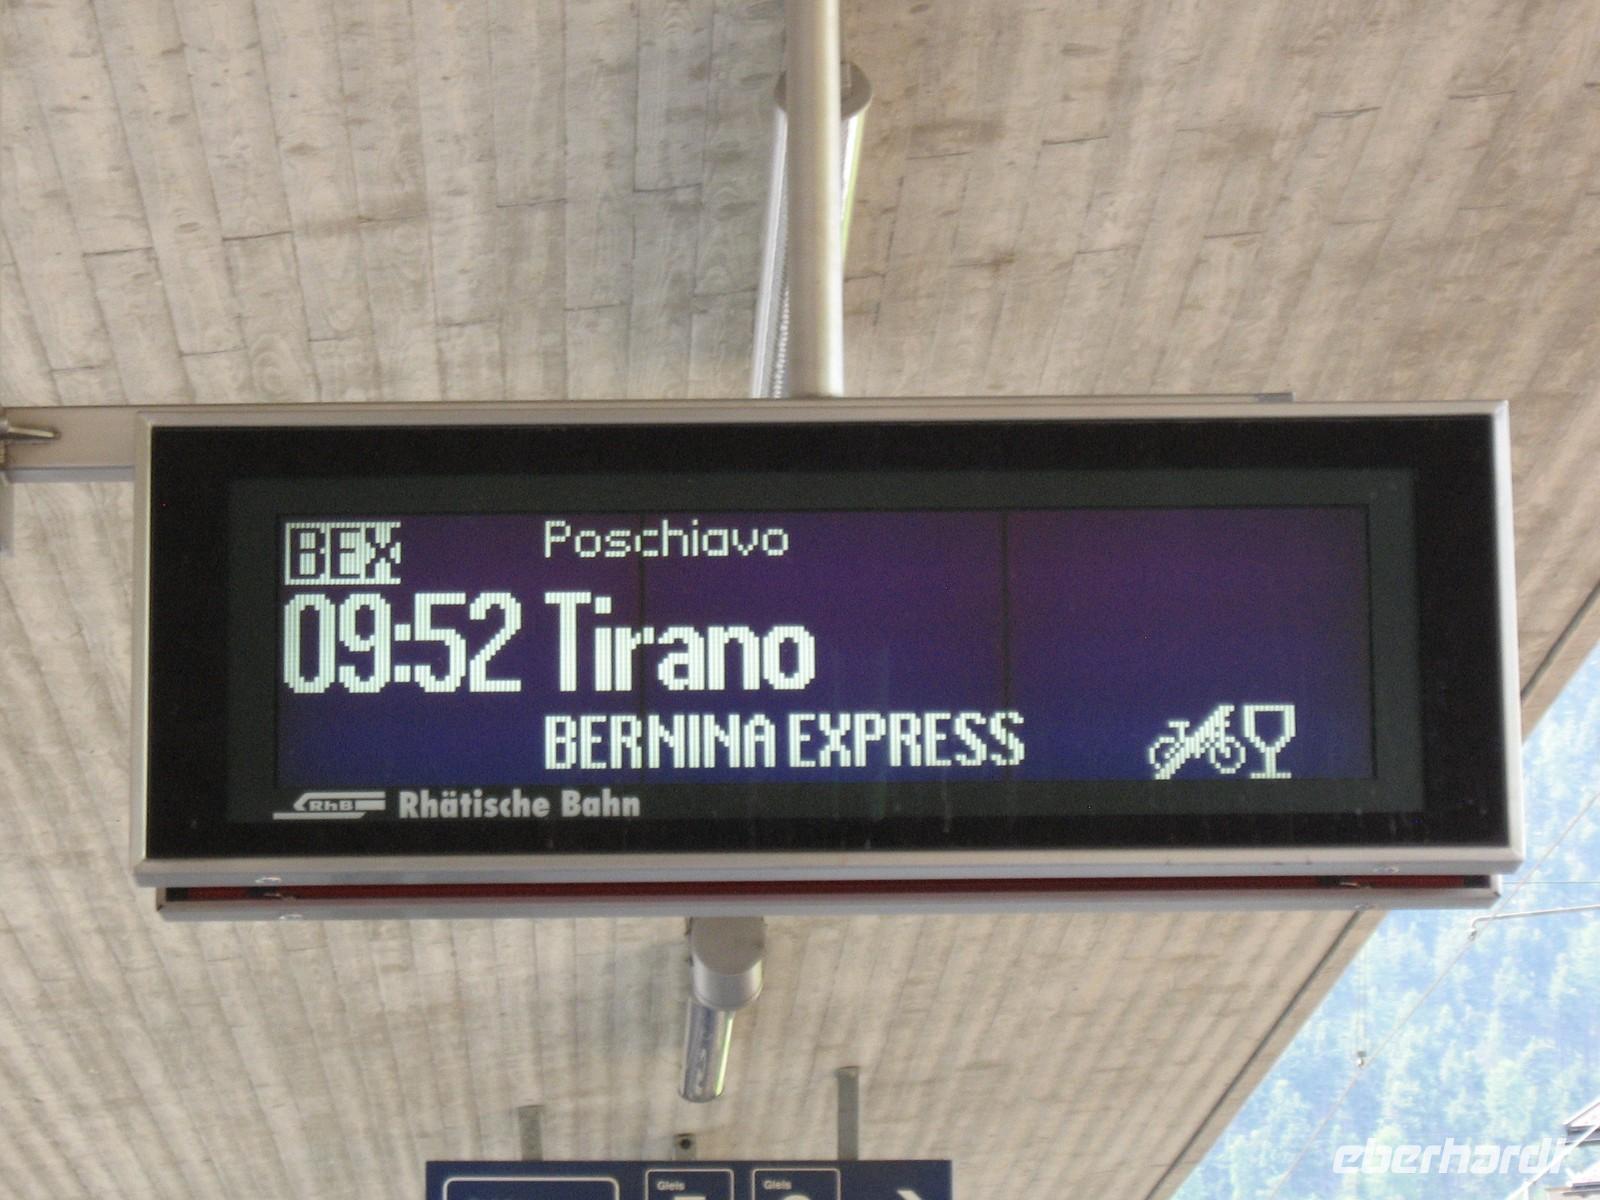 BEX Poschiavo
09:52 Tirano
BERNINA EXPRESS
RhB Rhätische Bahn
Gleis Gleis
eberhardt